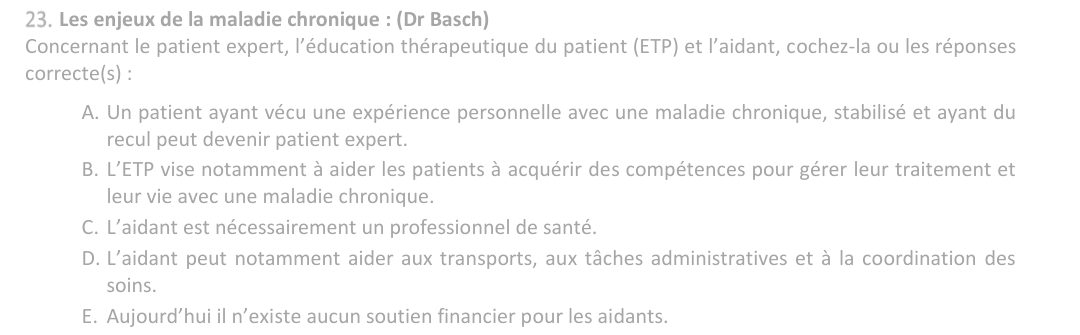 23. Les enjeux de la maladie chronique : (Dr Basch)
Concernant le patient expert, l'éducation thérapeutique du patient (ETP) et l'aidant, cochez-la ou les réponses
correcte(s) :
A. Un patient ayant vécu une expérience personnelle avec une maladie chronique, stabilisé et ayant du
recul peut devenir patient expert.
B. L'ETP vise notamment à aider les patients à acquérir des compétences pour gérer leur traitement et
leur vie avec une maladie chronique.
C. L'aidant est nécessairement un professionnel de santé.
D. L'aidant peut notamment aider aux transports, aux tâches administratives et à la coordination des
soins.
E. Aujourd'hui il n'existe aucun soutien financier pour les aidants.